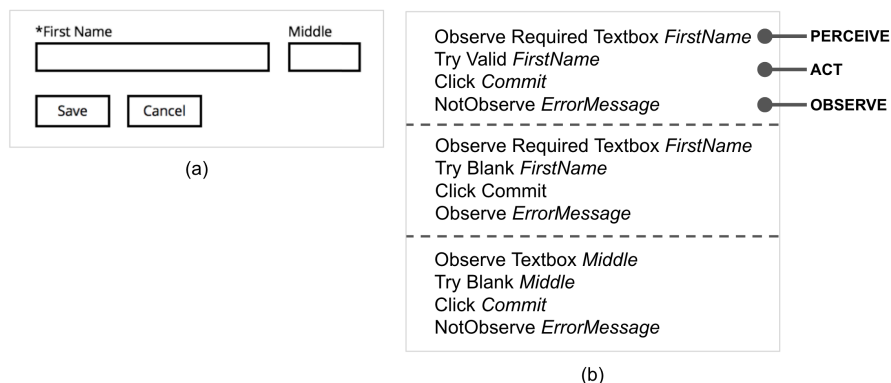 *First Name Middle
Save Cancel
(a)
Observe Required Textbox FirstName PERCEIVE
Try Valid FirstName ACT
Click Commit
NotObserve ErrorMessage OBSERVE
Observe Required Textbox FirstName
Try Blank FirstName
Click Commit
Observe ErrorMessage
Observe Textbox Middle
Try Blank Middle
Click Commit
NotObserve ErrorMessage
(b)